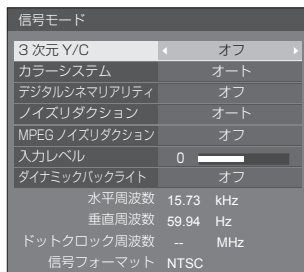 信号モード
3 次元 Y/C オフ
カラーシステム オート
デジタルシネマリアリティ オフ
ノイズリダクション オート
MPEG ノイズリダクション オフ
入力レベル 0
ダイナミックバックライト オフ
水平周波数 15.73 kHz
垂直周波数 59.94 Hz
ドットクロック周波数 -- MHz
信号フォーマット NTSC